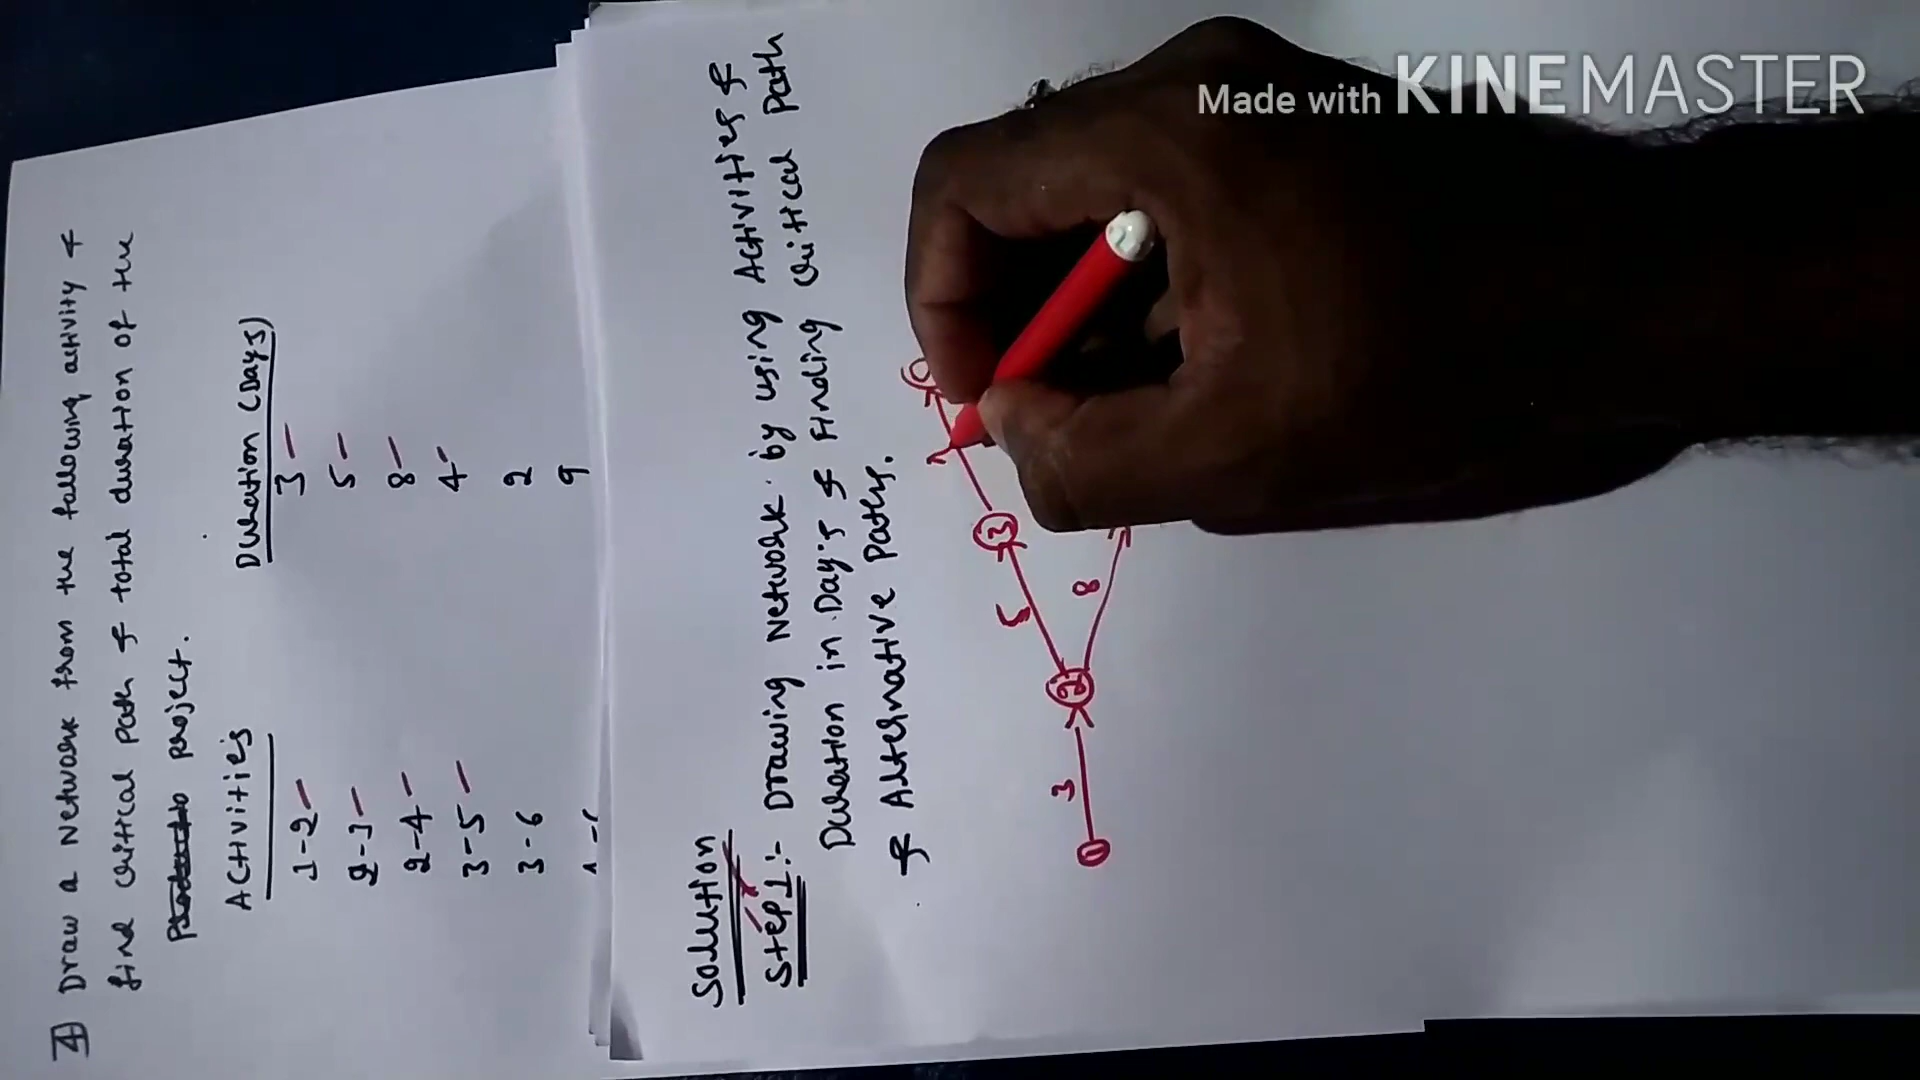 4 Draw a Network from the following activity &
find critical path & total duration of the
project.
Activities Duration (Days)
1-2 - 3 -
2-3 - 5 -
2-4 - 8 -
3-5 - 4 -
3-6 2
9
Solution
Step 1:- Drawing Network by using Activities &
Duration in Day's & Finding Critical Path
& Alternative Paths.
1 3 2 5 3
8
Made with KINEMASTER